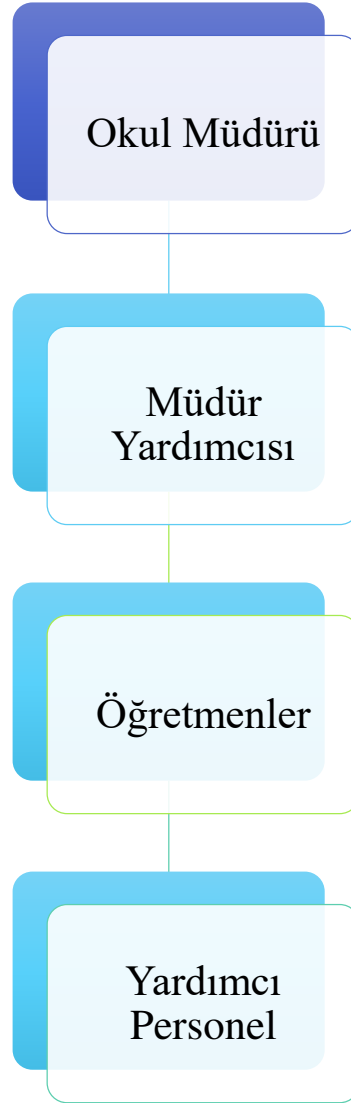 Okul Müdürü
Müdür
Yardımcısı
Öğretmenler
Yardımcı
Personel